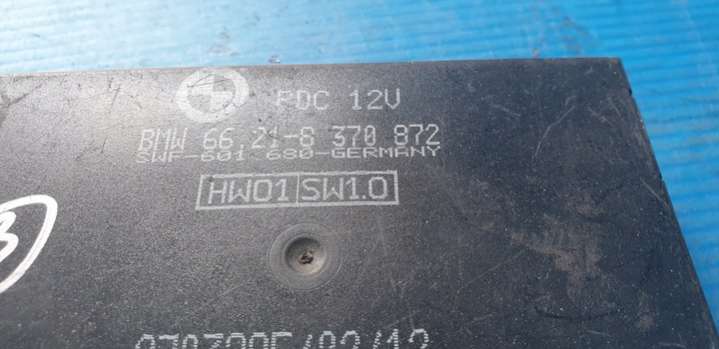 PDC 12V
BMW 66.21-8 370 872
SWF-601 680-GERMANY
HW01 SW1.0